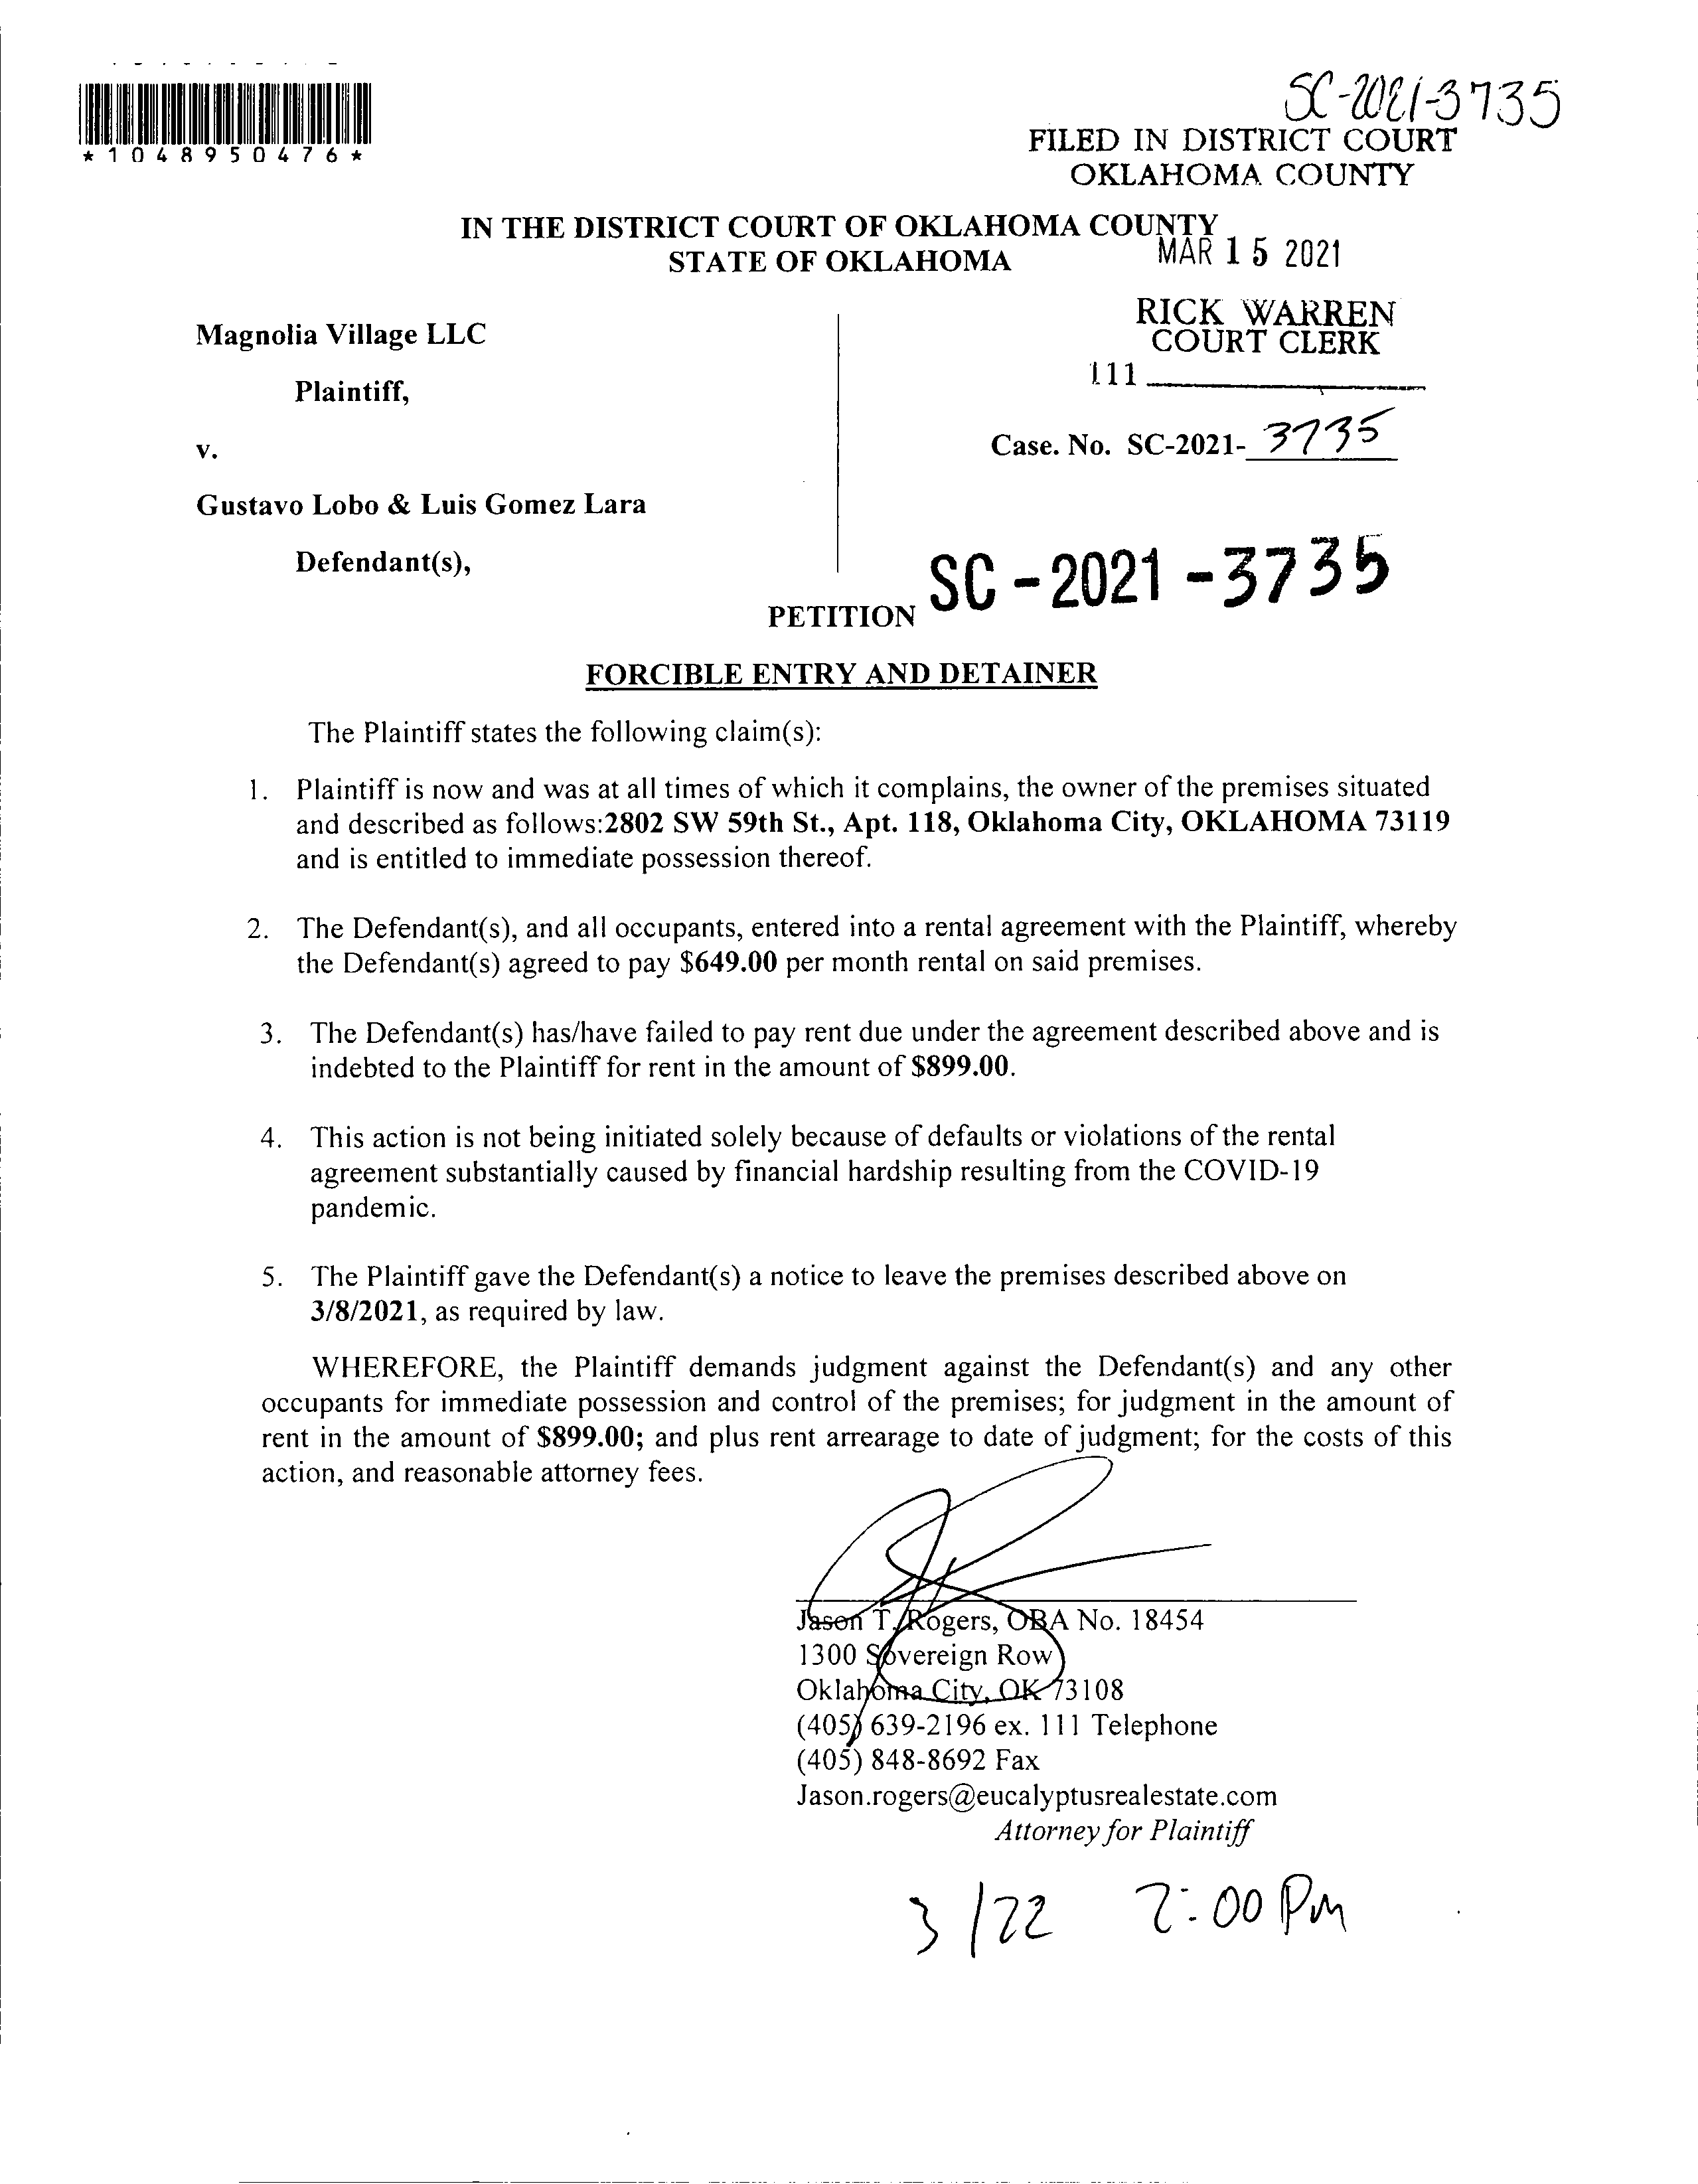 *1048950476*
SC-2021-3735
FILED IN DISTRICT COURT
OKLAHOMA COUNTY
IN THE DISTRICT COURT OF OKLAHOMA COUNTY
STATE OF OKLAHOMA
MAR 15 2021
RICK WARREN
COURT CLERK
111
Magnolia Village LLC
Plaintiff,
v.
Case. No. SC-2021- 3735
Gustavo Lobo & Luis Gomez Lara
Defendant(s),
SC-2021-3735
PETITION
FORCIBLE ENTRY AND DETAINER
The Plaintiff states the following claim(s):
1. Plaintiff is now and was at all times of which it complains, the owner of the premises situated
and described as follows:2802 SW 59th St., Apt. 118, Oklahoma City, OKLAHOMA 73119
and is entitled to immediate possession thereof.
2. The Defendant(s), and all occupants, entered into a rental agreement with the Plaintiff, whereby
the Defendant(s) agreed to pay $649.00 per month rental on said premises.
3. The Defendant(s) has/have failed to pay rent due under the agreement described above and is
indebted to the Plaintiff for rent in the amount of $899.00.
4. This action is not being initiated solely because of defaults or violations of the rental
agreement substantially caused by financial hardship resulting from the COVID-19
pandemic.
5. The Plaintiff gave the Defendant(s) a notice to leave the premises described above on
3/8/2021, as required by law.
WHEREFORE, the Plaintiff demands judgment against the Defendant(s) and any other
occupants for immediate possession and control of the premises; for judgment in the amount of
rent in the amount of $899.00; and plus rent arrearage to date of judgment; for the costs of this
action, and reasonable attorney fees.
Jason T. Rogers, OBA No. 18454
1300 Sovereign Row
Oklahoma City, OK 73108
(405) 639-2196 ex. 111 Telephone
(405) 848-8692 Fax
Jason.rogers@eucalyptusrealestate.com
Attorney for Plaintiff
3/22 2:00 PM